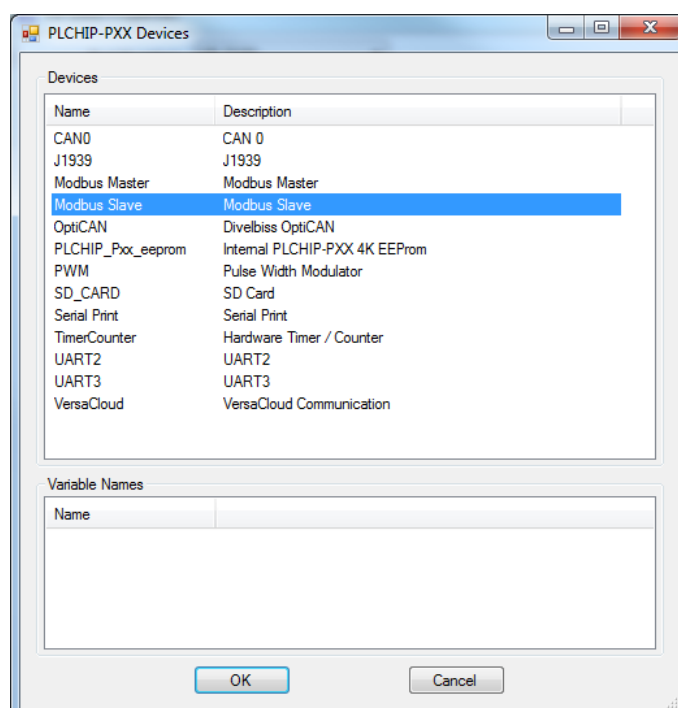 PLCHIP-PXX Devices
Devices
Name Description
CAN0 CAN 0
J1939 J1939
Modbus Master Modbus Master
Modbus Slave Modbus Slave
OptiCAN Divelbiss OptiCAN
PLCHIP_Pxx_eeprom Internal PLCHIP-PXX 4K EEProm
PWM Pulse Width Modulator
SD_CARD SD Card
Serial Print Serial Print
TimerCounter Hardware Timer / Counter
UART2 UART2
UART3 UART3
VersaCloud VersaCloud Communication
Variable Names
Name
OK Cancel